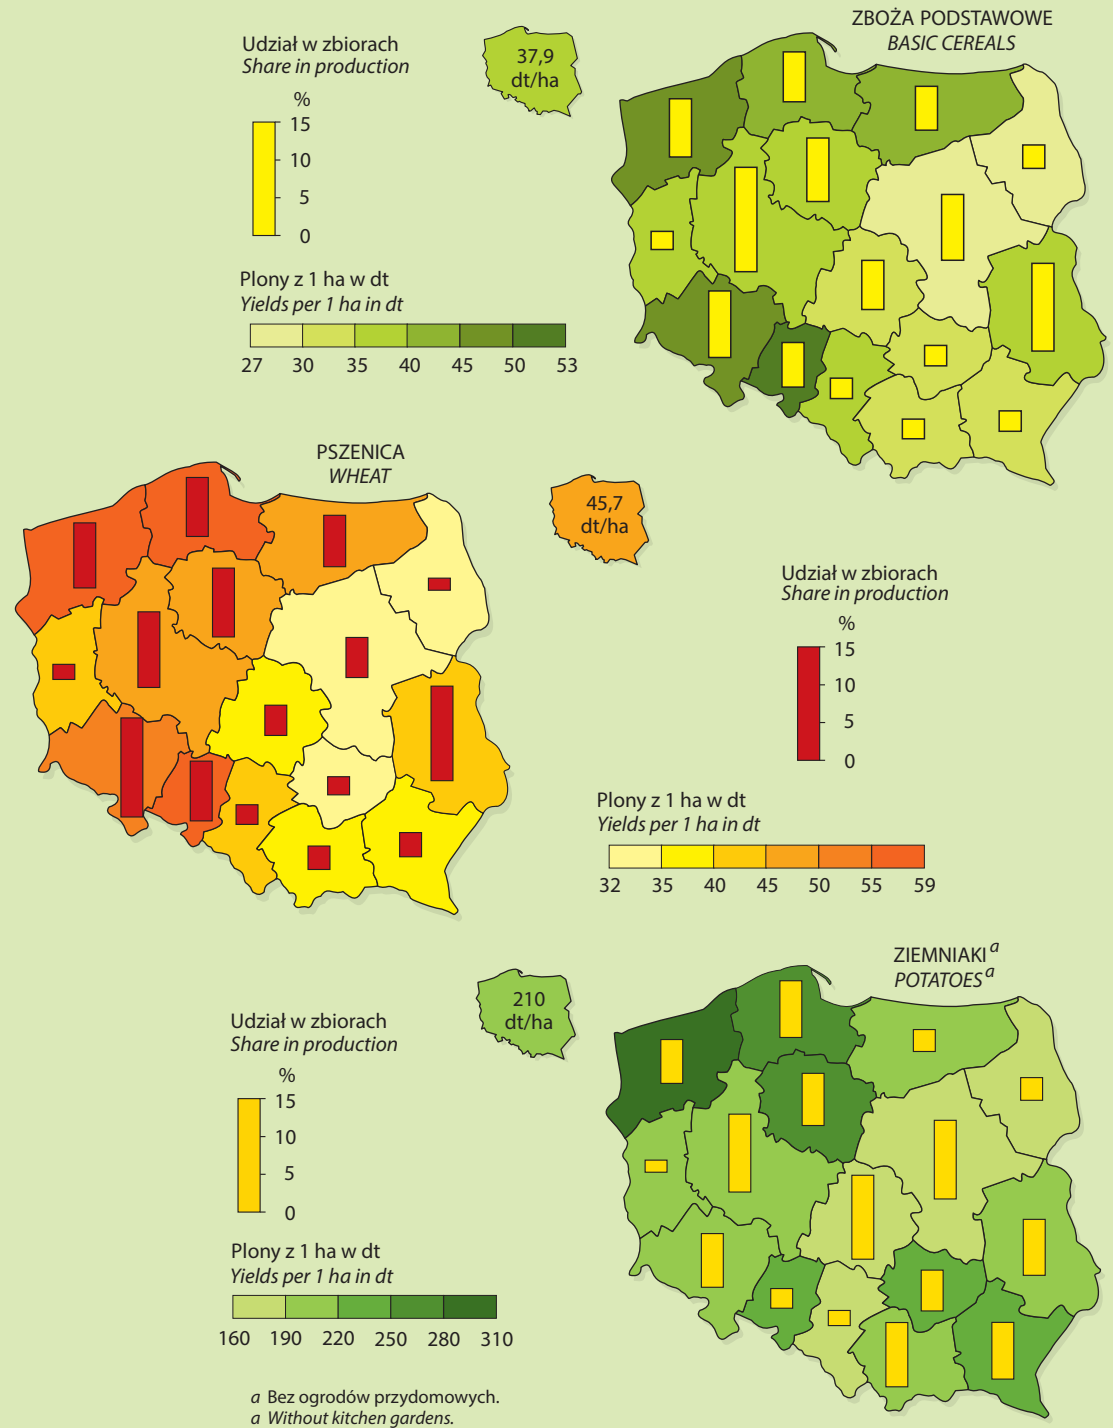 ZBOŻA PODSTAWOWE
BASIC CEREALS
Udział w zbiorach
Share in production
%
15
10
5
0
37,9
dt/ha
Plony z 1 ha w dt
Yields per 1 ha in dt
27 30 35 40 45 50 53
PSZENICA
WHEAT
45,7
dt/ha
Udział w zbiorach
Share in production
%
15
10
5
0
Plony z 1 ha w dt
Yields per 1 ha in dt
32 35 40 45 50 55 59
ZIEMNIAKI a
POTATOES a
210
dt/ha
Udział w zbiorach
Share in production
%
15
10
5
0
Plony z 1 ha w dt
Yields per 1 ha in dt
160 190 220 250 280 310
a Bez ogrodów przydomowych.
a Without kitchen gardens.